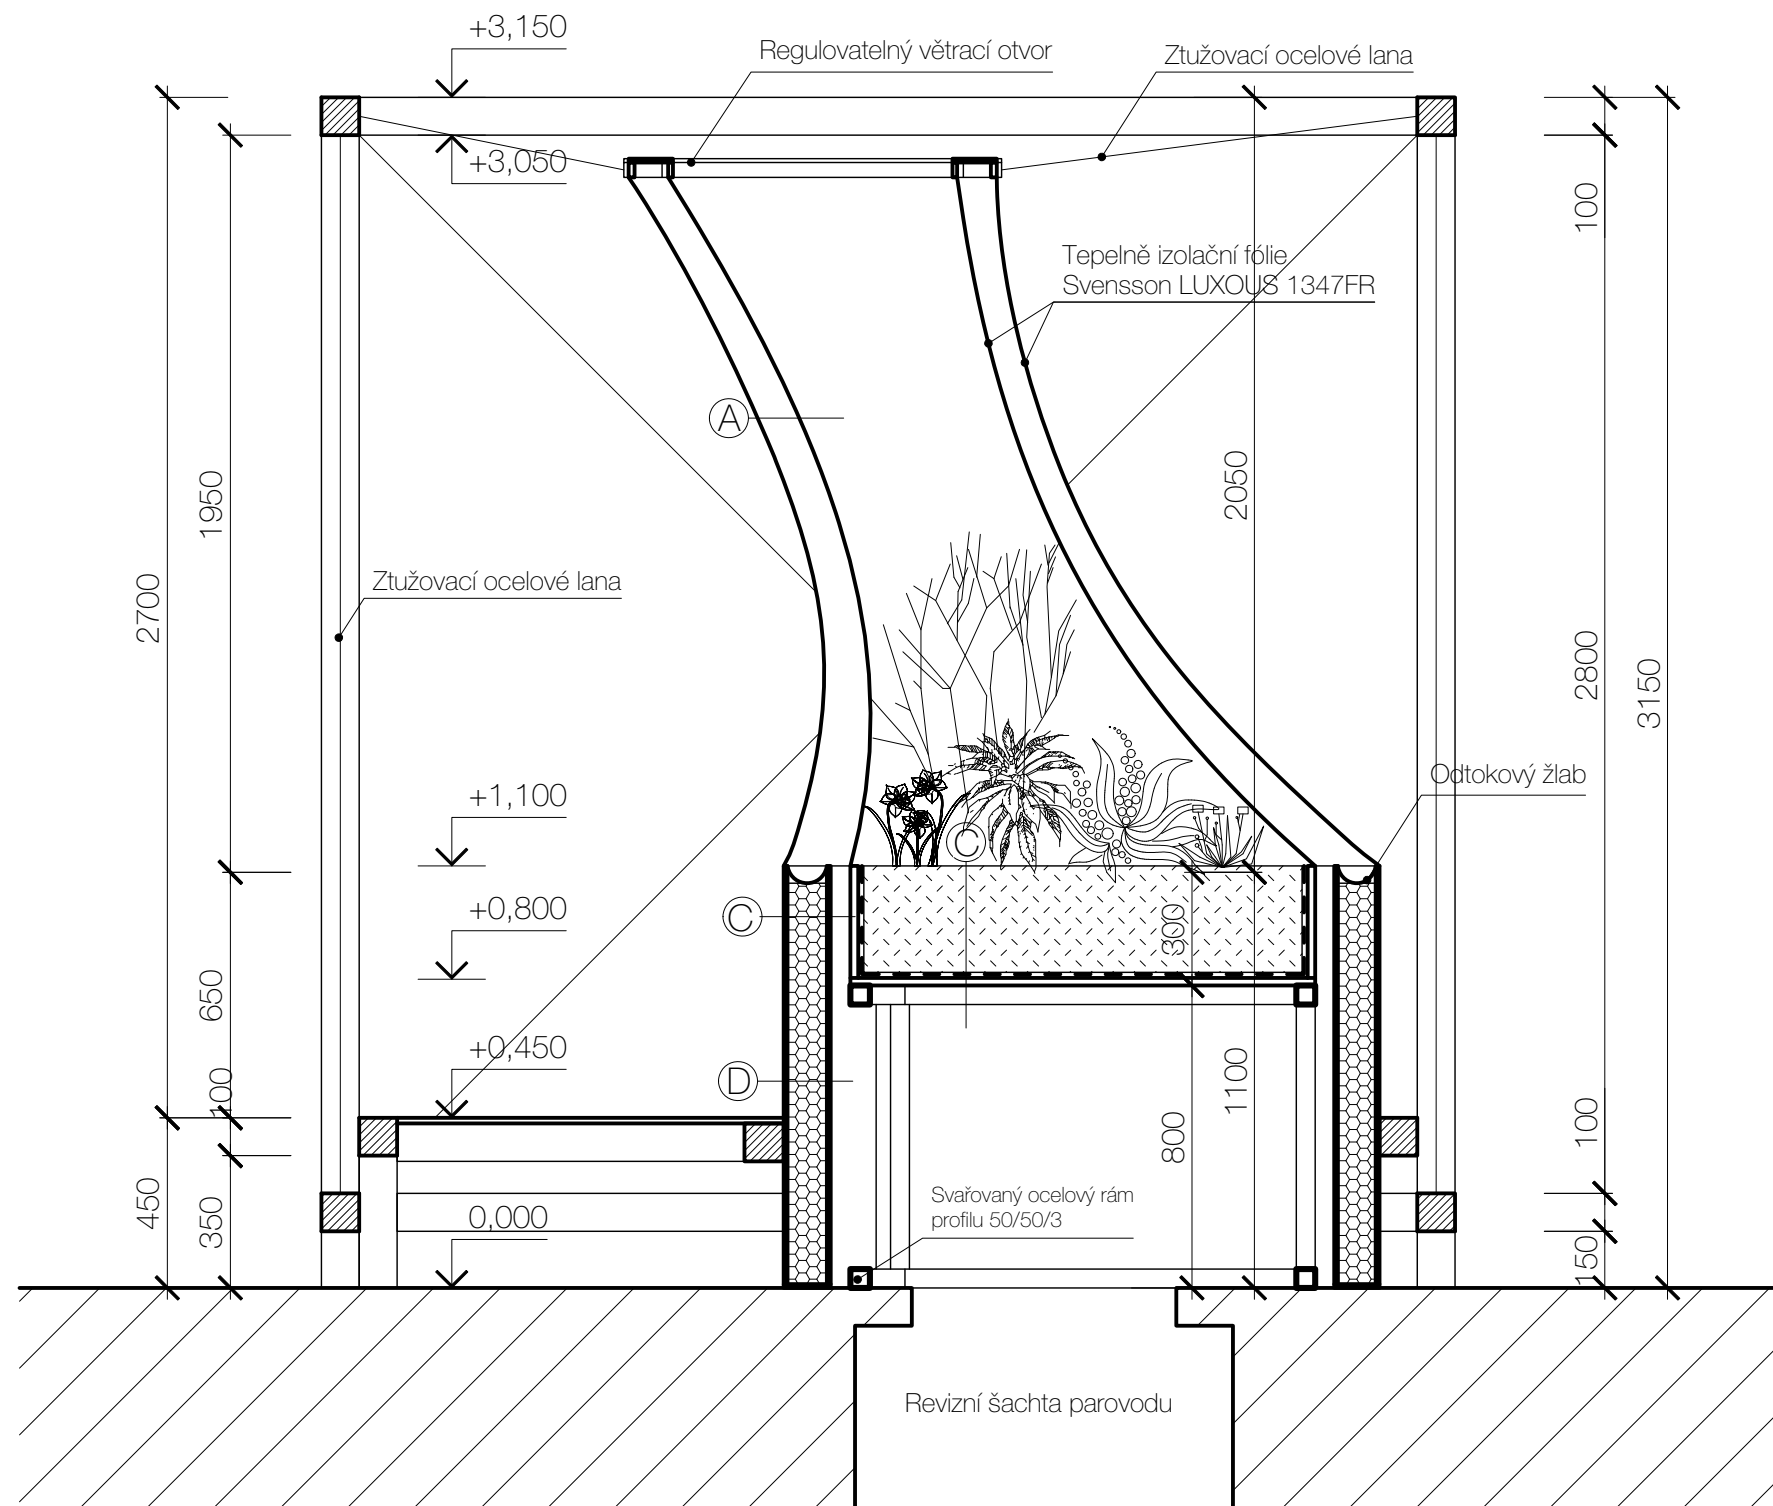 +3,150
Regulovatelný větrací otvor
Ztužovací ocelové lana
+3,050
100
Tepelně izolační fólie
Svensson LUXOUS 1347FR
A
1950
2050
2700
Ztužovací ocelové lana
2800
3150
Odtokový žlab
+1,100
C
+0,800
C
300
650
+0,450
100
D
1100
100
800
450
350
Svařovaný ocelový rám
profilu 50/50/3
0,000
150
Revizní šachta parovodu